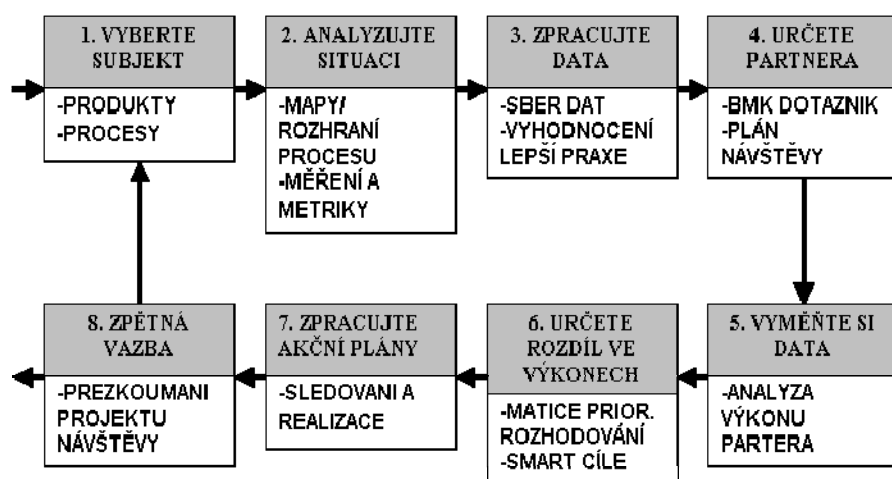 1. VYBERTE
SUBJEKT
-PRODUKTY
-PROCESY
2. ANALYZUJTE
SITUACI
-MAPY/
ROZHRANÍ
PROCESU
-MĚŘENÍ A
METRIKY
3. ZPRACUJTE
DATA
-SBER DAT
-VYHODNOCENÍ
LEPŠÍ PRAXE
4. URČETE
PARTNERA
-BMK DOTAZNIK
-PLÁN
NÁVŠTĚVY
5. VYMĚŇTE SI
DATA
-ANALYZA
VÝKONU
PARTERA
6. URČETE
ROZDÍL VE
VÝKONECH
-MATICE PRIOR.
ROZHODOVÁNÍ
-SMART CÍLE
7. ZPRACUJTE
AKČNÍ PLÁNY
-SLEDOVANI A
REALIZACE
8. ZPĚTNÁ
VAZBA
-PREZKOUMANI
PROJEKTU
NÁVŠTĚVY